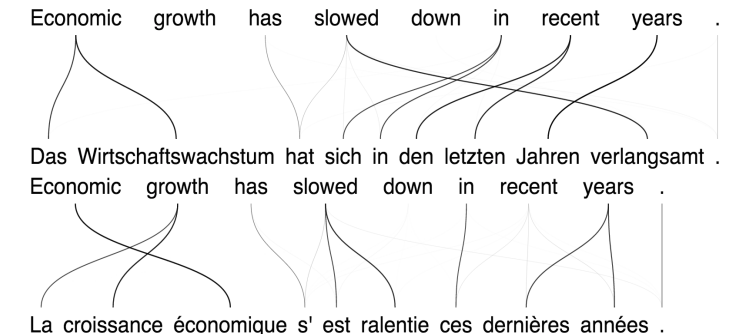 Economic growth has slowed down in recent years .
Das Wirtschaftswachstum hat sich in den letzten Jahren verlangsamt .
Economic growth has slowed down in recent years .
La croissance économique s' est ralentie ces dernières années .